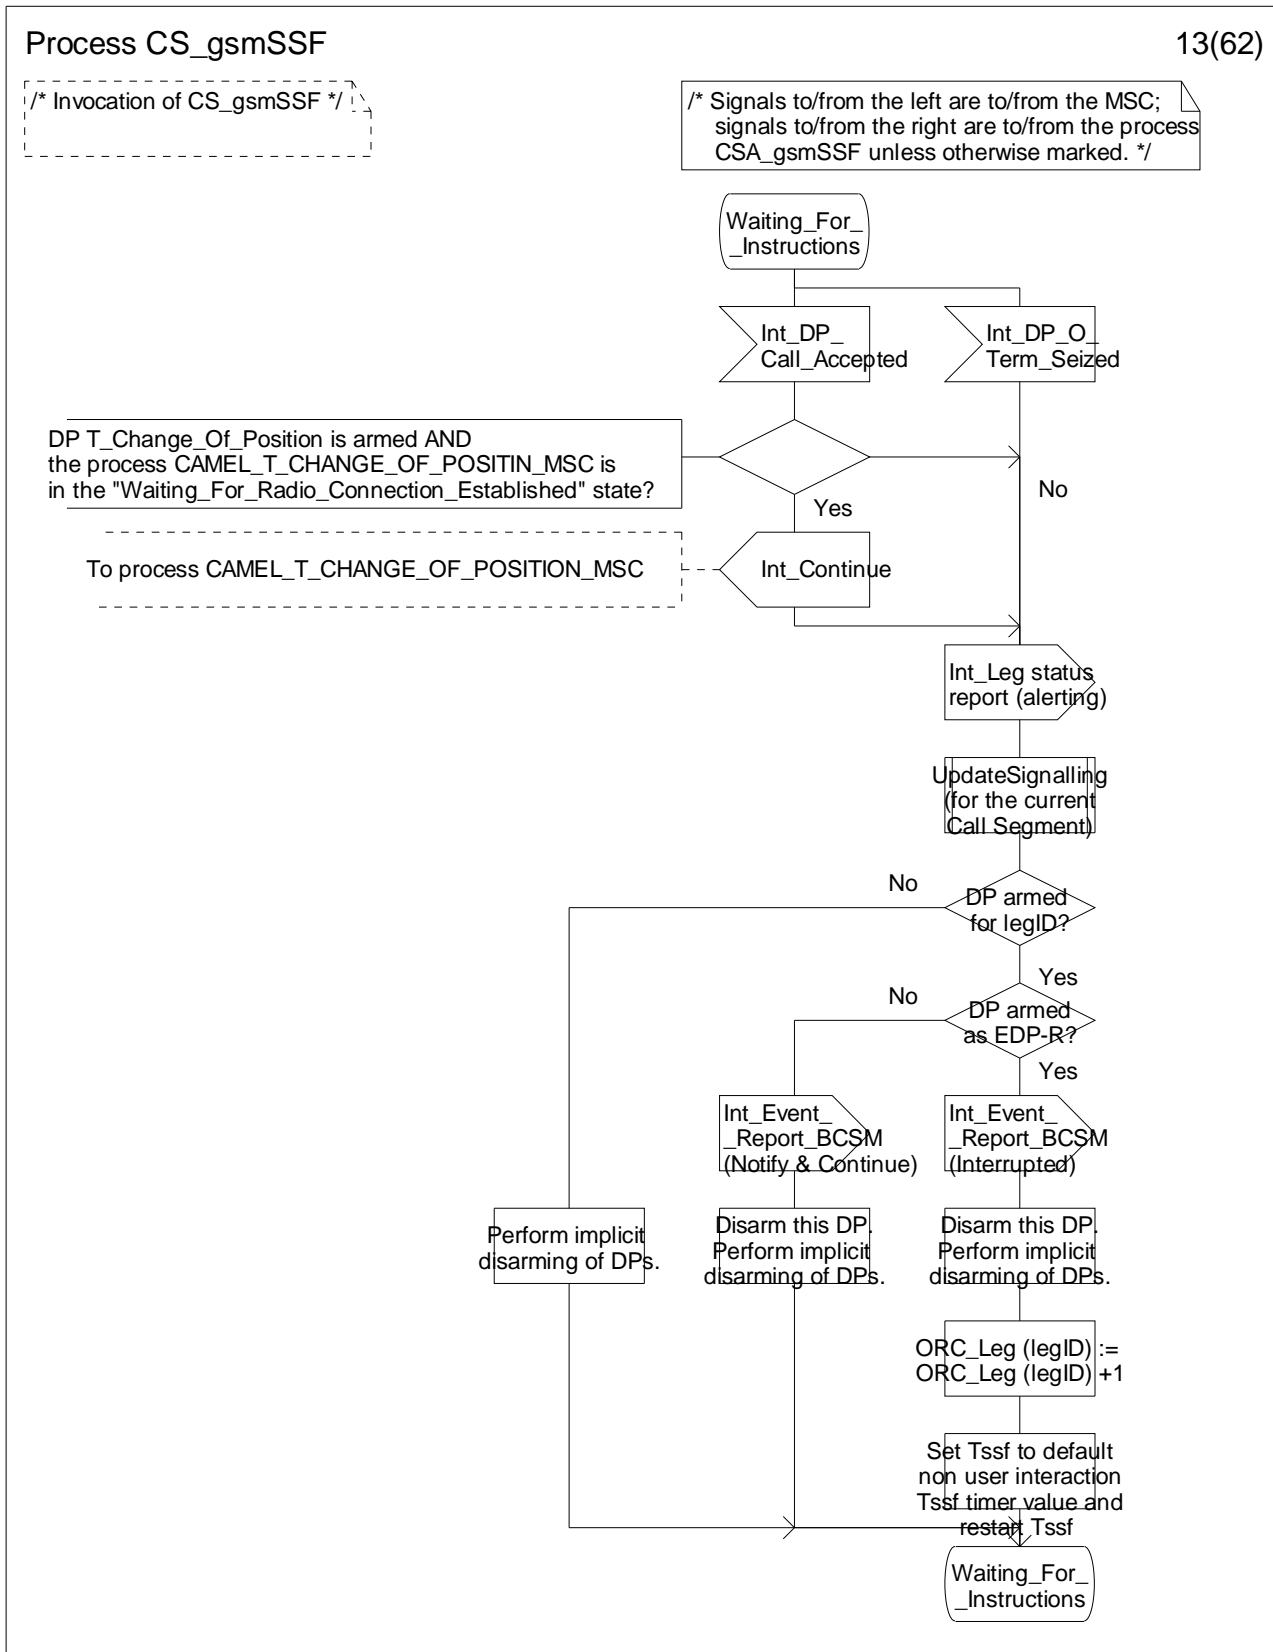 Process CS_gsmSSF
13(62)
/* Invocation of CS_gsmSSF */
/* Signals to/from the left are to/from the MSC;
signals to/from the right are to/from the process
CSA_gsmSSF unless otherwise marked. */
Waiting_For_
_Instructions
Int_DP_
Call_Accepted
Int_DP_O_
Term_Seized
DP T_Change_Of_Position is armed AND
the process CAMEL_T_CHANGE_OF_POSITIN_MSC is
in the "Waiting_For_Radio_Connection_Established" state?
No
Yes
To process CAMEL_T_CHANGE_OF_POSITION_MSC
Int_Continue
Int_Leg status
report (alerting)
UpdateSignalling
(for the current
Call Segment)
No
DP armed
for legID?
Yes
No
DP armed
as EDP-R?
Yes
Int_Event_
_Report_BCSM
(Notify & Continue)
Int_Event_
_Report_BCSM
(Interrupted)
Perform implicit
disarming of DPs.
Disarm this DP.
Perform implicit
disarming of DPs.
Disarm this DP.
Perform implicit
disarming of DPs.
ORC_Leg (legID) :=
ORC_Leg (legID) +1
Set Tssf to default
non user interaction
Tssf timer value and
restart Tssf
Waiting_For_
_Instructions